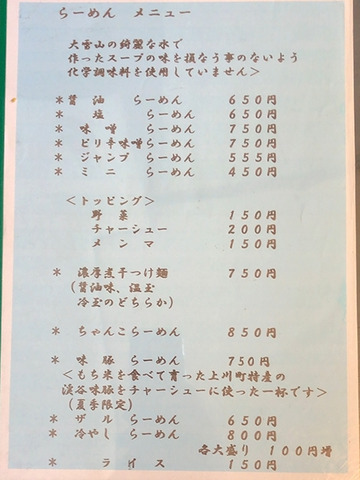 らーめん メニュー
大雪山の綺麗な水で
作ったスープの味を損なう事のないよう
化学調味料を使用していません>
* 醤油 らーめん 650円
* 塩 らーめん 650円
* 味噌 らーめん 750円
* ピリ辛味噌らーめん 750円
* ジャンプ らーめん 555円
* ミニ らーめん 450円
<トッピング>
野菜 150円
チャーシュー 200円
メンマ 150円
* 濃厚煮干つけ麺 750円
(醤油味、温玉
冷玉のどちらか)
* ちゃんこらーめん 850円
* 味豚 らーめん 750円
<もち米を食べて育った上川町特産の
渓谷味豚をチャーシューに使った一杯です>
(夏季限定)
* ザル らーめん 650円
* 冷やし らーめん 800円
各大盛り 100円増
* ライス 150円